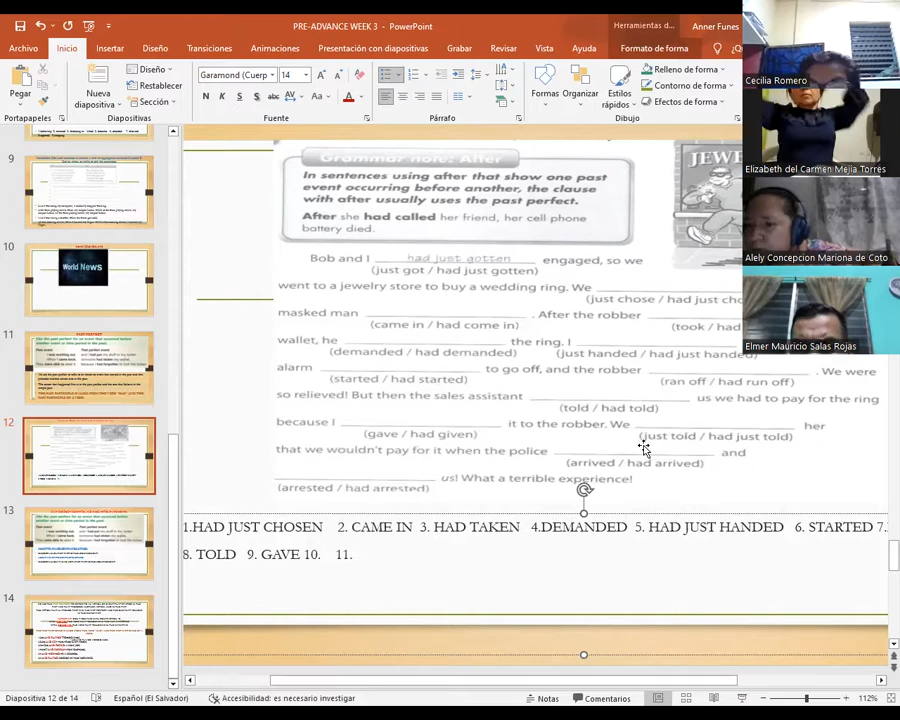 PRE-ADVANCE WEEK 3 - PowerPoint
Herramientas d...
Anner Funes
Archivo
Inicio
Insertar
Diseño
Transiciones
Animaciones
Presentación con diapositivas
Grabar
Revisar
Vista
Ayuda
Formato de forma
Pegar
Nueva
diapositiva
Diseño
Restablecer
Sección
Garamond (Cuerp
14
Formas
Organizar
Estilos
rápidos
Relleno de forma
Contorno de forma
Efectos de forma
Portapapeles
Diapositivas
Fuente
Párrafo
Dibujo
Cecilia Romero
Elizabeth del Carmen Mejia Torres
Alely Concepcion Mariona de Coto
Elmer Mauricio Salas Rojas
9
10
World News
11
12
13
14
Grammar note: After
In sentences using after that show one past
event occurring before another, the clause
with after usually uses the past perfect.
After she had called her friend, her cell phone
battery died.
JEWE
Bob and I had just gotten engaged, so we
(just got / had just gotten)
went to a jewelry store to buy a wedding ring. We
(just chose / had just cho
masked man . After the robber
(came in / had come in) (took / had
wallet, he the ring. I
(demanded / had demanded) (just handed / had just handed)
alarm to go off, and the robber . We were
(started / had started) (ran off / had run off)
so relieved! But then the sales assistant us we had to pay for the ring
(told / had told)
because I it to the robber. We her
(gave / had given) (just told / had just told)
that we wouldn't pay for it when the police and
(arrived / had arrived)
us! What a terrible experience!
(arrested / had arrested)
1.HAD JUST CHOSEN 2. CAME IN 3. HAD TAKEN 4.DEMANDED 5. HAD JUST HANDED 6. STARTED 7.
8. TOLD 9. GAVE 10. 11.
Diapositiva 12 de 14
Español (El Salvador)
Accesibilidad: es necesario investigar
Notas
Comentarios
112%